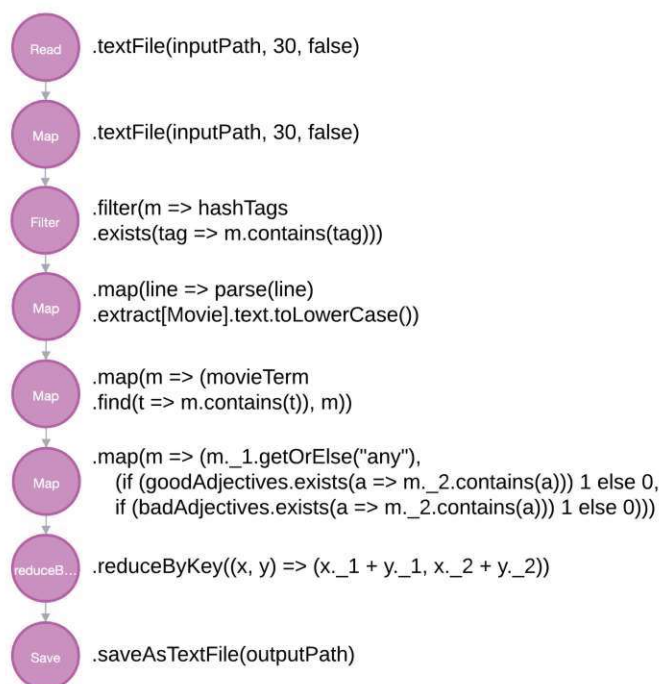 Read .textFile(inputPath, 30, false)
Map .textFile(inputPath, 30, false)
Filter .filter(m => hashTags
.exists(tag => m.contains(tag)))
Map .map(line => parse(line)
.extract[Movie].text.toLowerCase())
Map .map(m => (movieTerm
.find(t => m.contains(t)), m))
Map .map(m => (m._1.getOrElse("any"),
(if (goodAdjectives.exists(a => m._2.contains(a))) 1 else 0,
if (badAdjectives.exists(a => m._2.contains(a))) 1 else 0)))
reduceB... .reduceByKey((x, y) => (x._1 + y._1, x._2 + y._2))
Save .saveAsTextFile(outputPath)